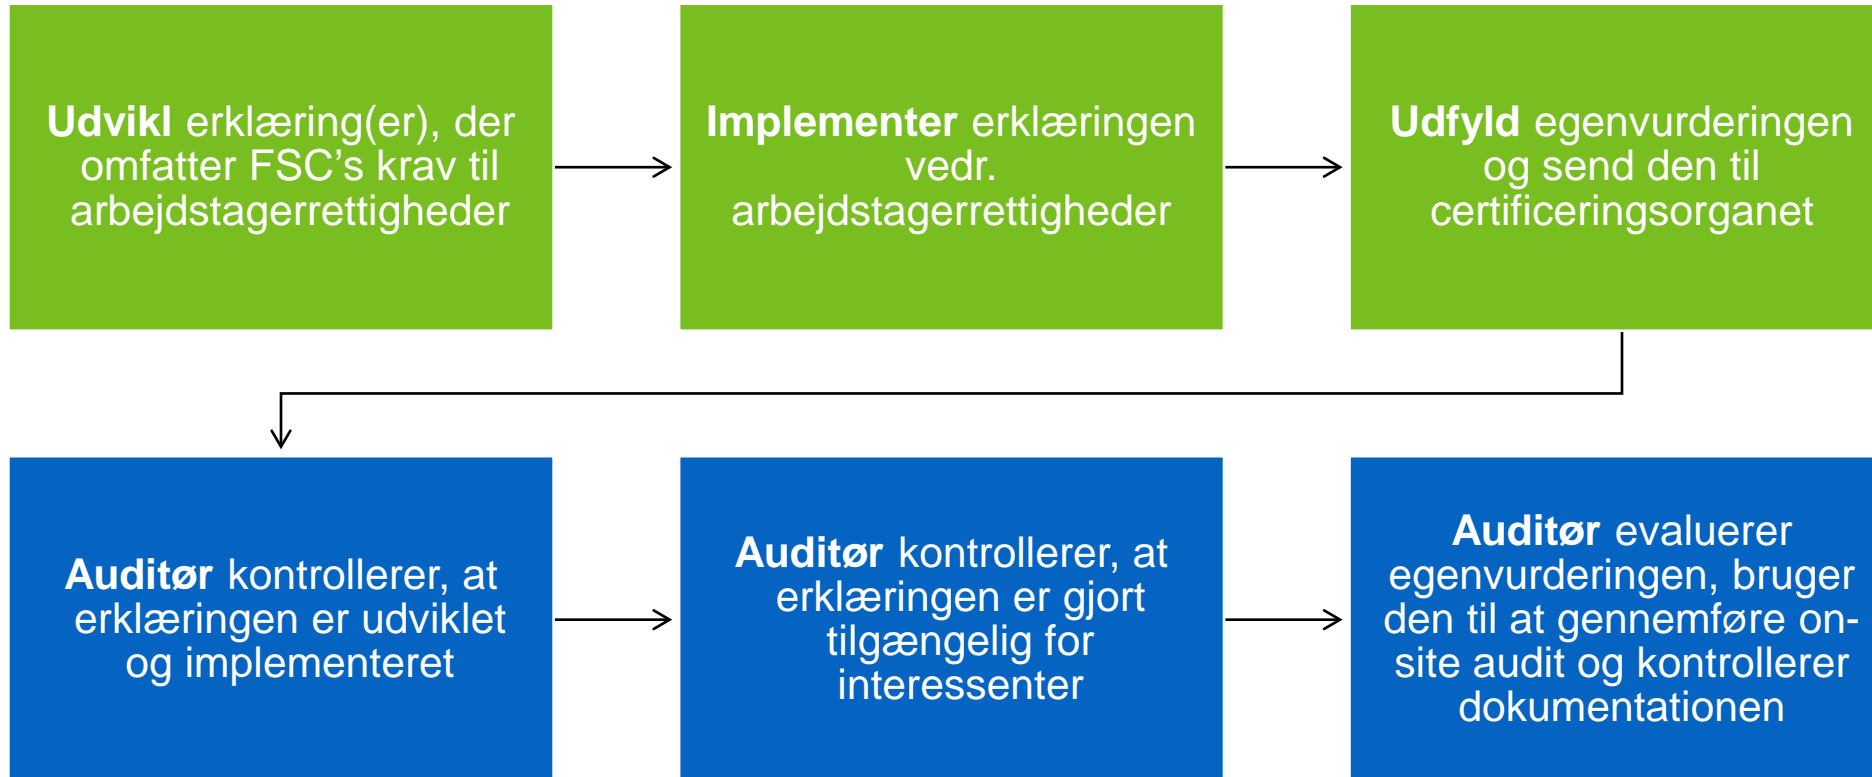 Udvikl erklæring(er), der
omfatter FSC’s krav til
arbejdstagerrettigheder
Implementer erklæringen
vedr.
arbejdstagerrettigheder
Udfyld egenvurderingen
og send den til
certificeringsorganet
Auditør kontrollerer, at
erklæringen er udviklet
og implementeret
Auditør kontrollerer, at
erklæringen er gjort
tilgængelig for
interessenter
Auditør evaluerer
egenvurderingen, bruger
den til at gennemføre on-
site audit og kontrollerer
dokumentationen